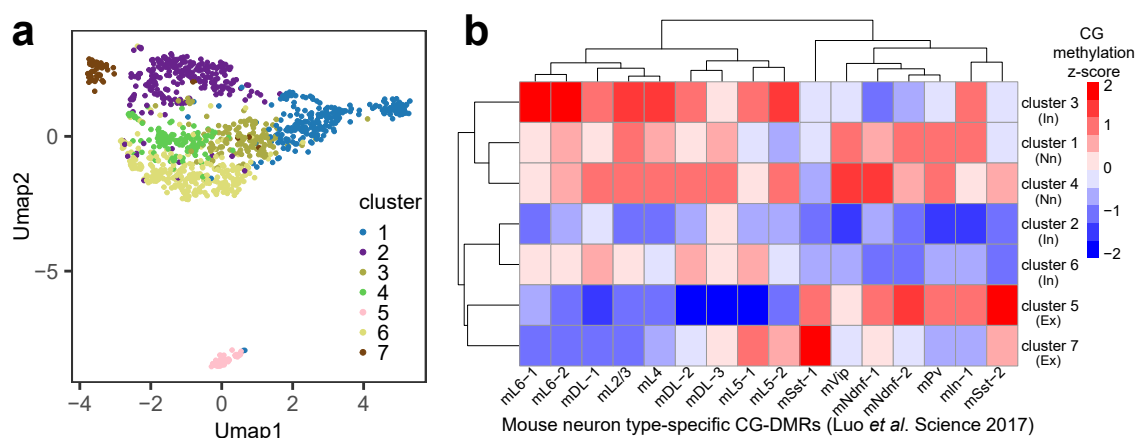 a
Umap2
0
−5
−4
−2
0
2
4
Umap1
cluster
1
2
3
4
5
6
7
b
CG
methylation
z-score
2
1
0
−1
−2
cluster 3
(In)
cluster 1
(Nn)
cluster 4
(Nn)
cluster 2
(In)
cluster 6
(In)
cluster 5
(Ex)
cluster 7
(Ex)
mL6−1
mL6−2
mDL−1
mL2/3
mL4
mDL−2
mDL−3
mL5−1
mL5−2
mSst−1
mVip
mNdnf−1
mNdnf−2
mPv
mIn−1
mSst−2
Mouse neuron type-specific CG-DMRs (Luo et al. Science 2017)